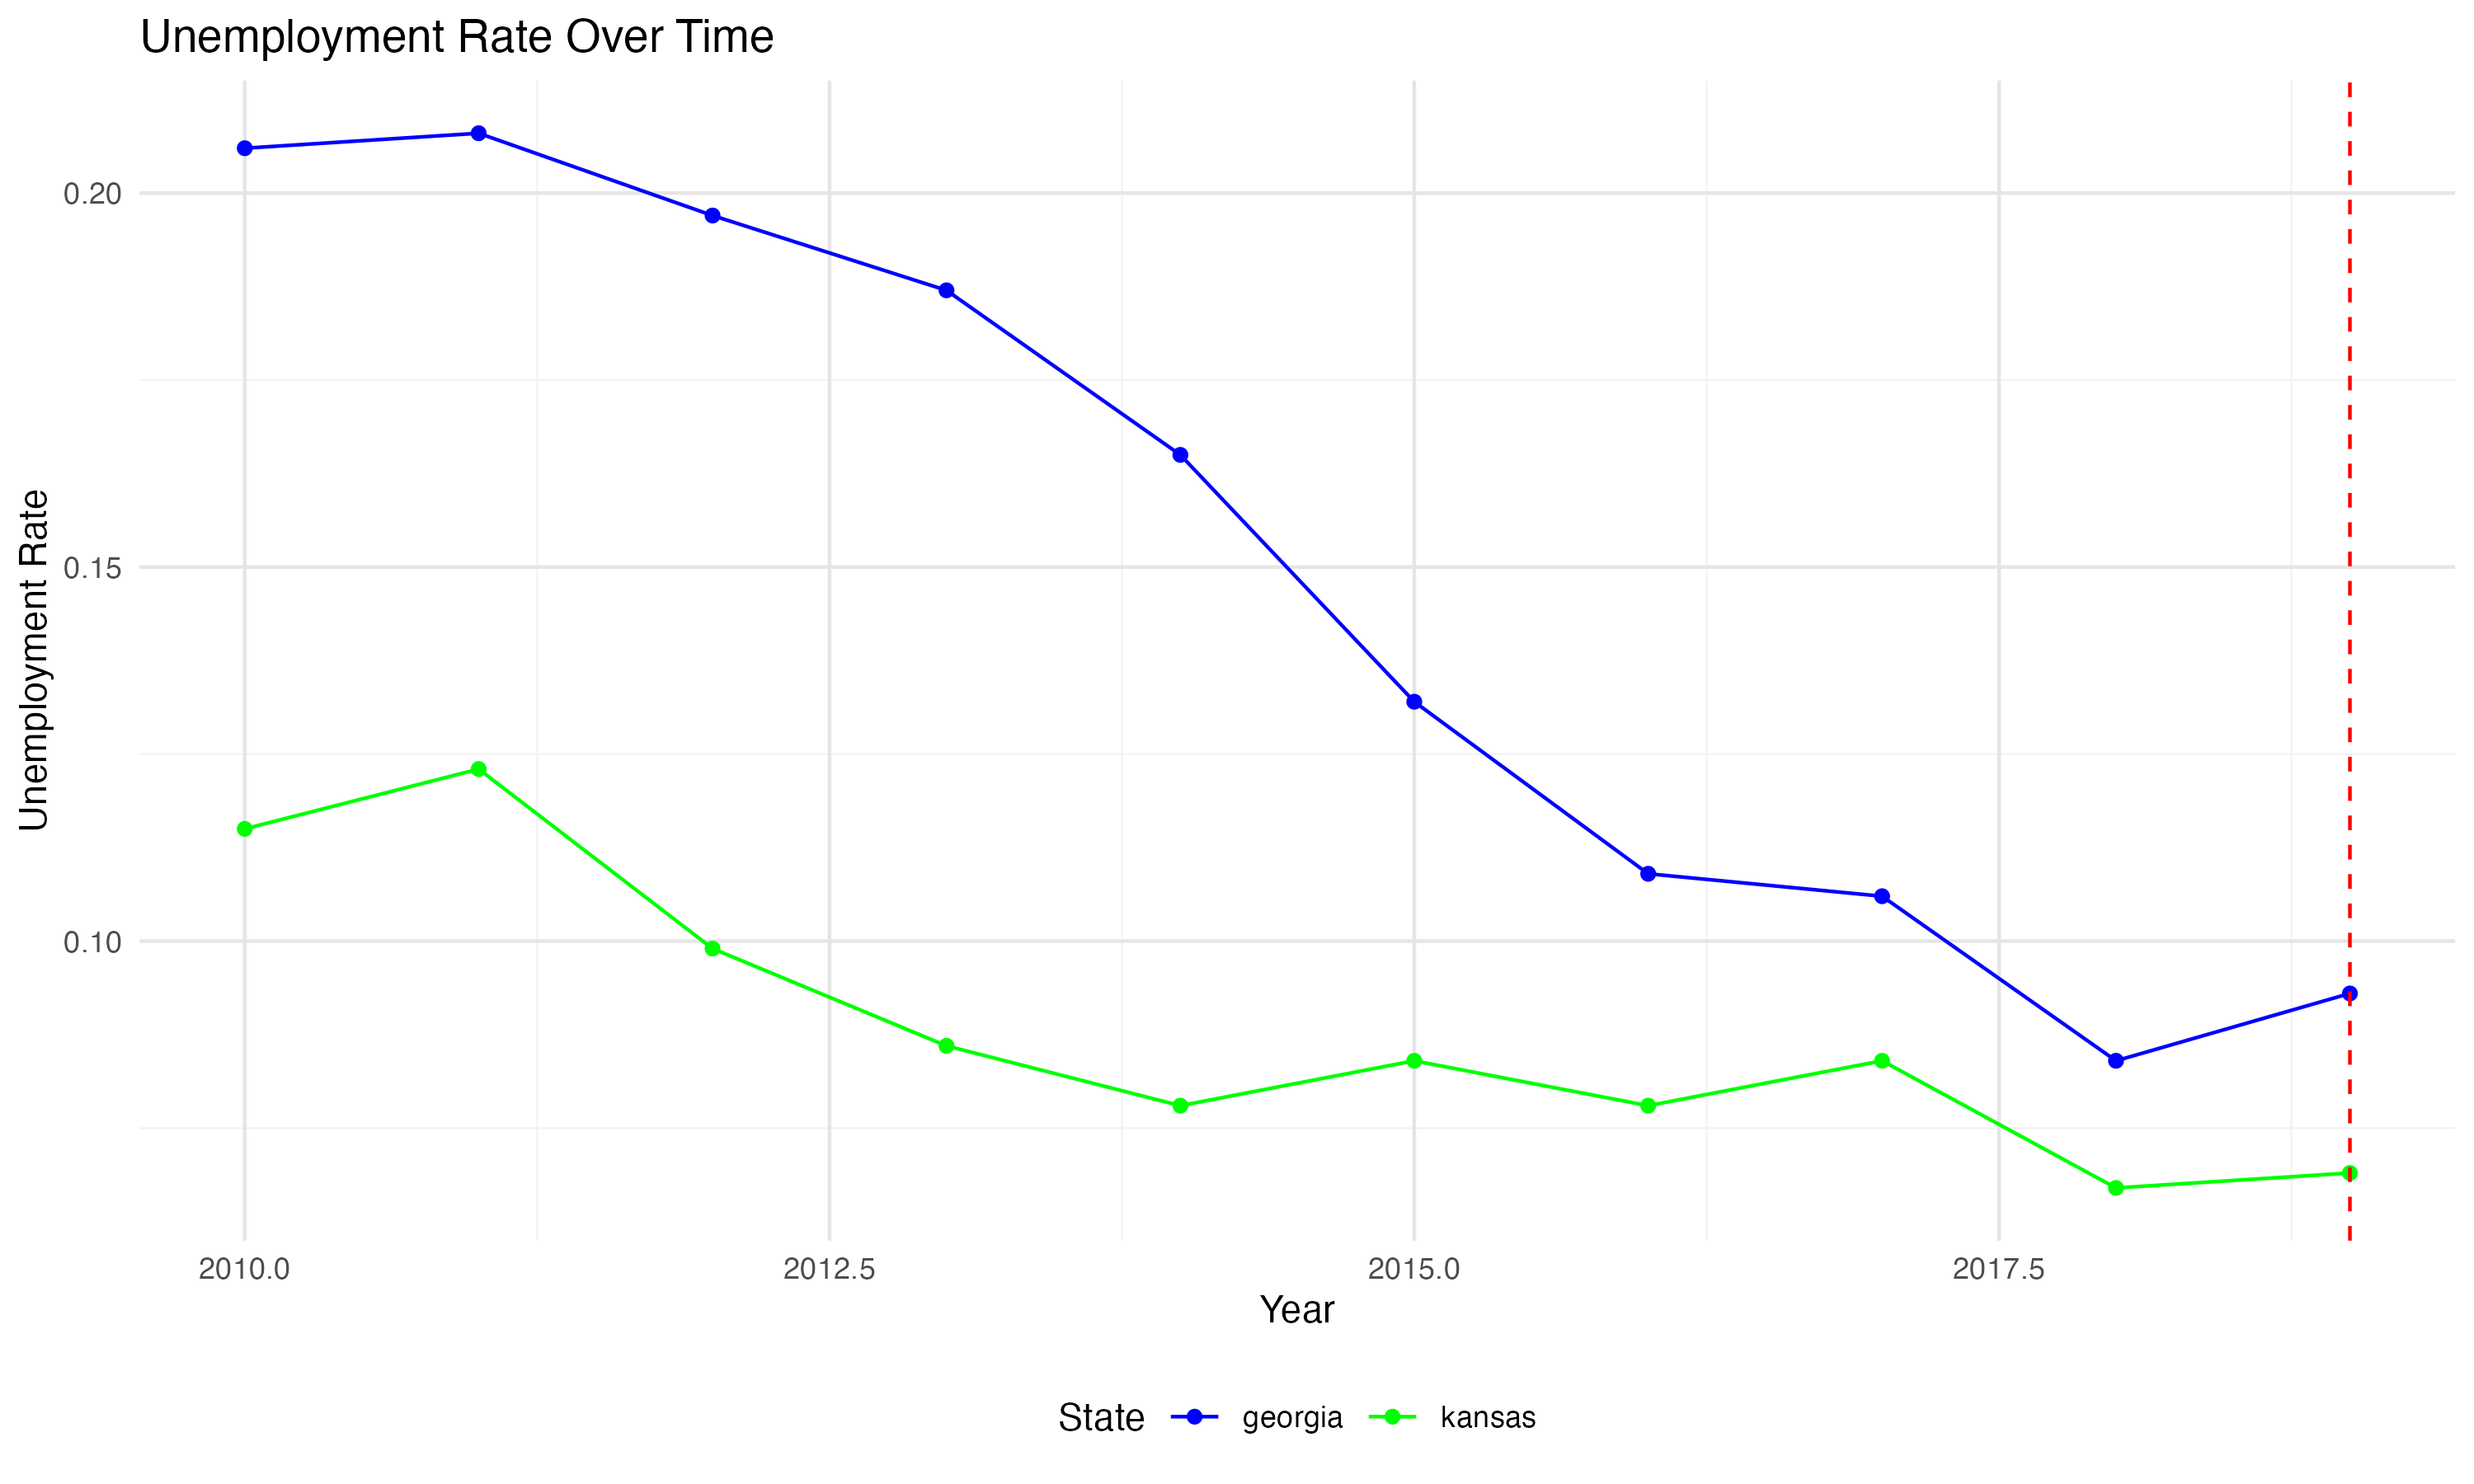 Unemployment Rate Over Time
Unemployment Rate
0.20
0.15
0.10
2010.0 2012.5 2015.0 2017.5
Year
State georgia kansas